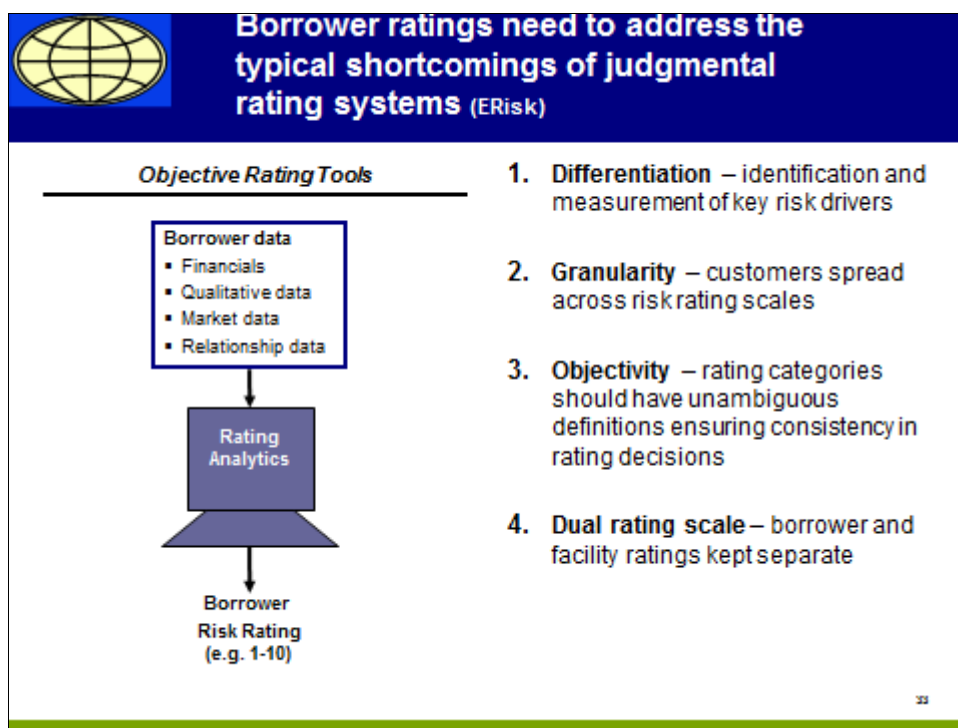 Borrower ratings need to address the
typical shortcomings of judgmental
rating systems (ERisk)
Objective Rating Tools
Borrower data
▪ Financials
▪ Qualitative data
▪ Market data
▪ Relationship data
Rating
Analytics
Borrower
Risk Rating
(e.g. 1-10)
1. Differentiation – identification and
measurement of key risk drivers
2. Granularity – customers spread
across risk rating scales
3. Objectivity – rating categories
should have unambiguous
definitions ensuring consistency in
rating decisions
4. Dual rating scale – borrower and
facility ratings kept separate
33